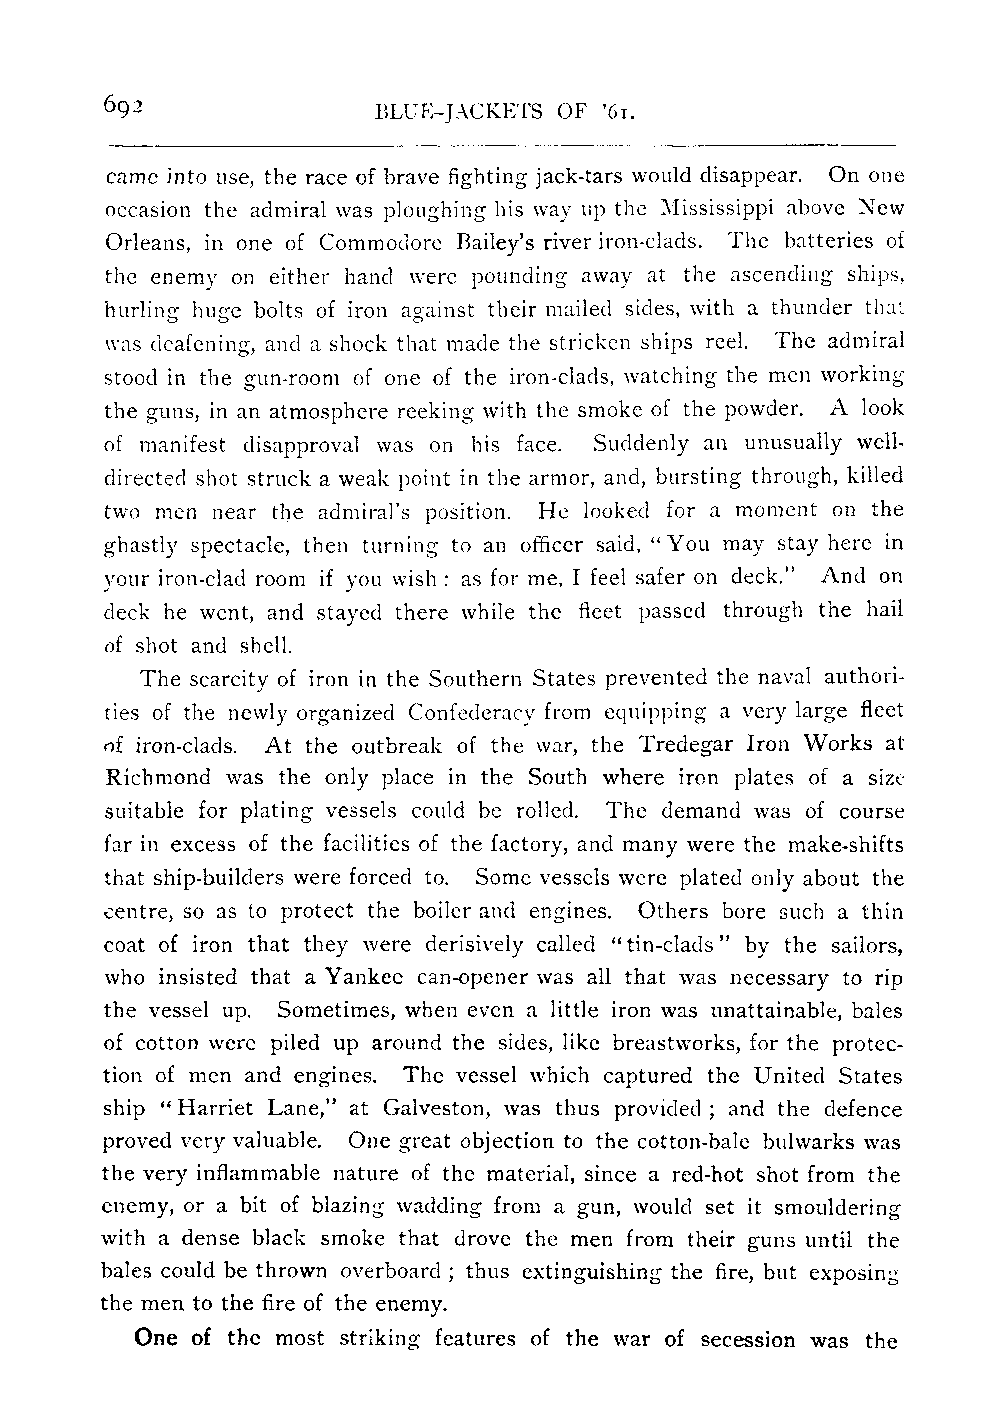 692
BLUE-JACKETS OF '61.
came into use, the race of brave fighting jack-tars would disappear. On one
occasion the admiral was ploughing his way up the Mississippi above New
Orleans, in one of Commodore Bailey's river iron-clads. The batteries of
the enemy on either hand were pounding away at the ascending ships,
hurling huge bolts of iron against their mailed sides, with a thunder that
was deafening, and a shock that made the stricken ships reel. The admiral
stood in the gun-room of one of the iron-clads, watching the men working
the guns, in an atmosphere reeking with the smoke of the powder. A look
of manifest disapproval was on his face. Suddenly an unusually well-
directed shot struck a weak point in the armor, and, bursting through, killed
two men near the admiral's position. He looked for a moment on the
ghastly spectacle, then turning to an officer said, "You may stay here in
your iron-clad room if you wish : as for me, I feel safer on deck." And on
deck he went, and stayed there while the fleet passed through the hail
of shot and shell.
The scarcity of iron in the Southern States prevented the naval authori-
ties of the newly organized Confederacy from equipping a very large fleet
of iron-clads. At the outbreak of the war, the Tredegar Iron Works at
Richmond was the only place in the South where iron plates of a size
suitable for plating vessels could be rolled. The demand was of course
far in excess of the facilities of the factory, and many were the make-shifts
that ship-builders were forced to. Some vessels were plated only about the
centre, so as to protect the boiler and engines. Others bore such a thin
coat of iron that they were derisively called "tin-clads" by the sailors,
who insisted that a Yankee can-opener was all that was necessary to rip
the vessel up. Sometimes, when even a little iron was unattainable, bales
of cotton were piled up around the sides, like breastworks, for the protec-
tion of men and engines. The vessel which captured the United States
ship "Harriet Lane," at Galveston, was thus provided ; and the defence
proved very valuable. One great objection to the cotton-bale bulwarks was
the very inflammable nature of the material, since a red-hot shot from the
enemy, or a bit of blazing wadding from a gun, would set it smouldering
with a dense black smoke that drove the men from their guns until the
bales could be thrown overboard ; thus extinguishing the fire, but exposing
the men to the fire of the enemy.
One of the most striking features of the war of secession was the